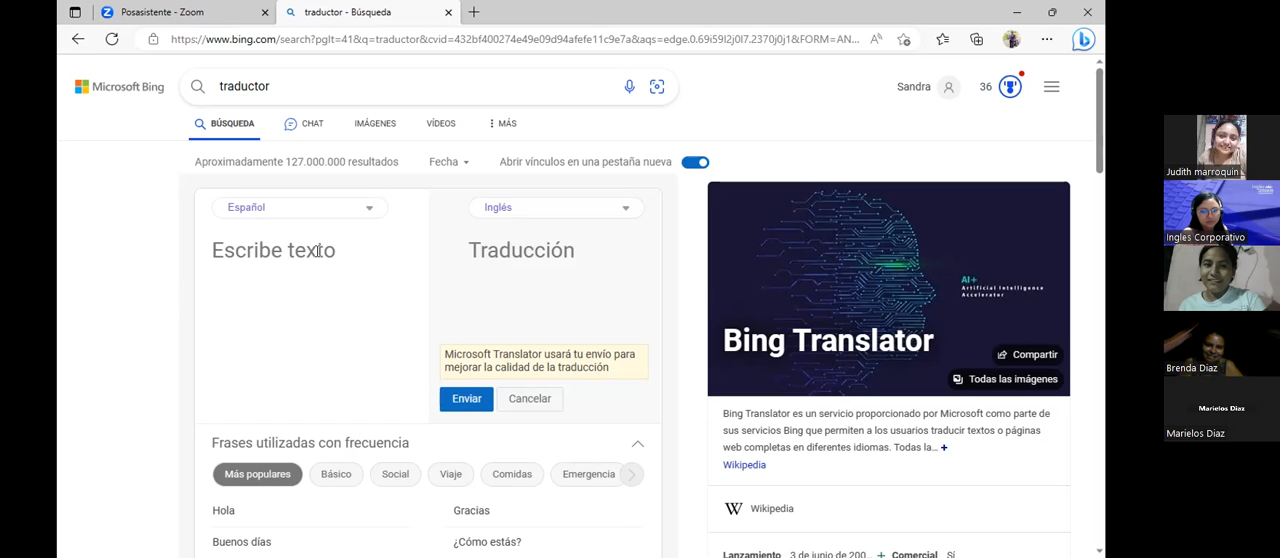 Posasistente - Zoom
traductor - Búsqueda
https://www.bing.com/search?pglt=41&q=traductor&cvid=432bf400274e49e09d94afefe11c9e7a&aqs=edge.0.69i59l2j0l7.2370j0j1&FORM=AN...
Microsoft Bing
traductor
Sandra
36
BÚSQUEDA
CHAT
IMÁGENES
VÍDEOS
MÁS
Aproximadamente 127.000.000 resultados
Fecha
Abrir vínculos en una pestaña nueva
Español
Inglés
Escribe texto
Traducción
Microsoft Translator usará tu envío para
mejorar la calidad de la traducción
Enviar
Cancelar
Frases utilizadas con frecuencia
Más populares
Básico
Social
Viaje
Comidas
Emergencia
Hola
Gracias
Buenos días
¿Cómo estás?
AI+
Artificial Intelligence
Accelerator
Bing Translator
Compartir
Todas las imágenes
Bing Translator es un servicio proporcionado por Microsoft como parte de
sus servicios Bing que permiten a los usuarios traducir textos o páginas
web completas en diferentes idiomas. Todas la... +
Wikipedia
W Wikipedia
Lanzamiento 3 de junio de 200... + Comercial Sí
Judith marroquin
Ingles Corporativo
Brenda Diaz
Marielos Diaz
Marielos Diaz